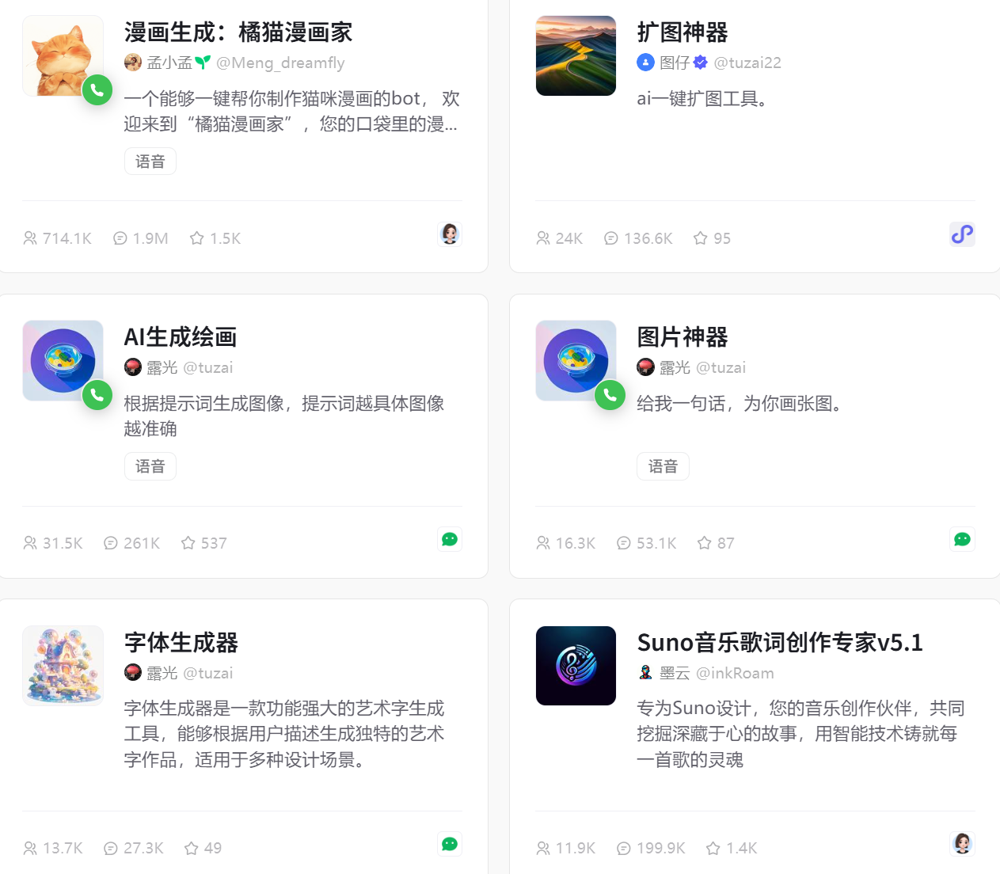 漫画生成：橘猫漫画家
孟小孟 @Meng_dreamfly
一个能够一键帮你制作猫咪漫画的bot， 欢
迎来到“橘猫漫画家”，您的口袋里的漫...
语音
714.1K 1.9M 1.5K
扩图神器
图仔 @tuzai22
ai一键扩图工具。
24K 136.6K 95
AI生成绘画
露光 @tuzai
根据提示词生成图像，提示词越具体图像
越准确
语音
31.5K 261K 537
图片神器
露光 @tuzai
给我一句话，为你画张图。
语音
16.3K 53.1K 87
字体生成器
露光 @tuzai
字体生成器是一款功能强大的艺术字生成
工具，能够根据用户描述生成独特的艺术
字作品，适用于多种设计场景。
13.7K 27.3K 49
Suno音乐歌词创作专家v5.1
墨云 @inkRoam
专为Suno设计，您的音乐创作伙伴，共同
挖掘深藏于心的故事，用智能技术铸就每
一首歌的灵魂
11.9K 199.9K 1.4K